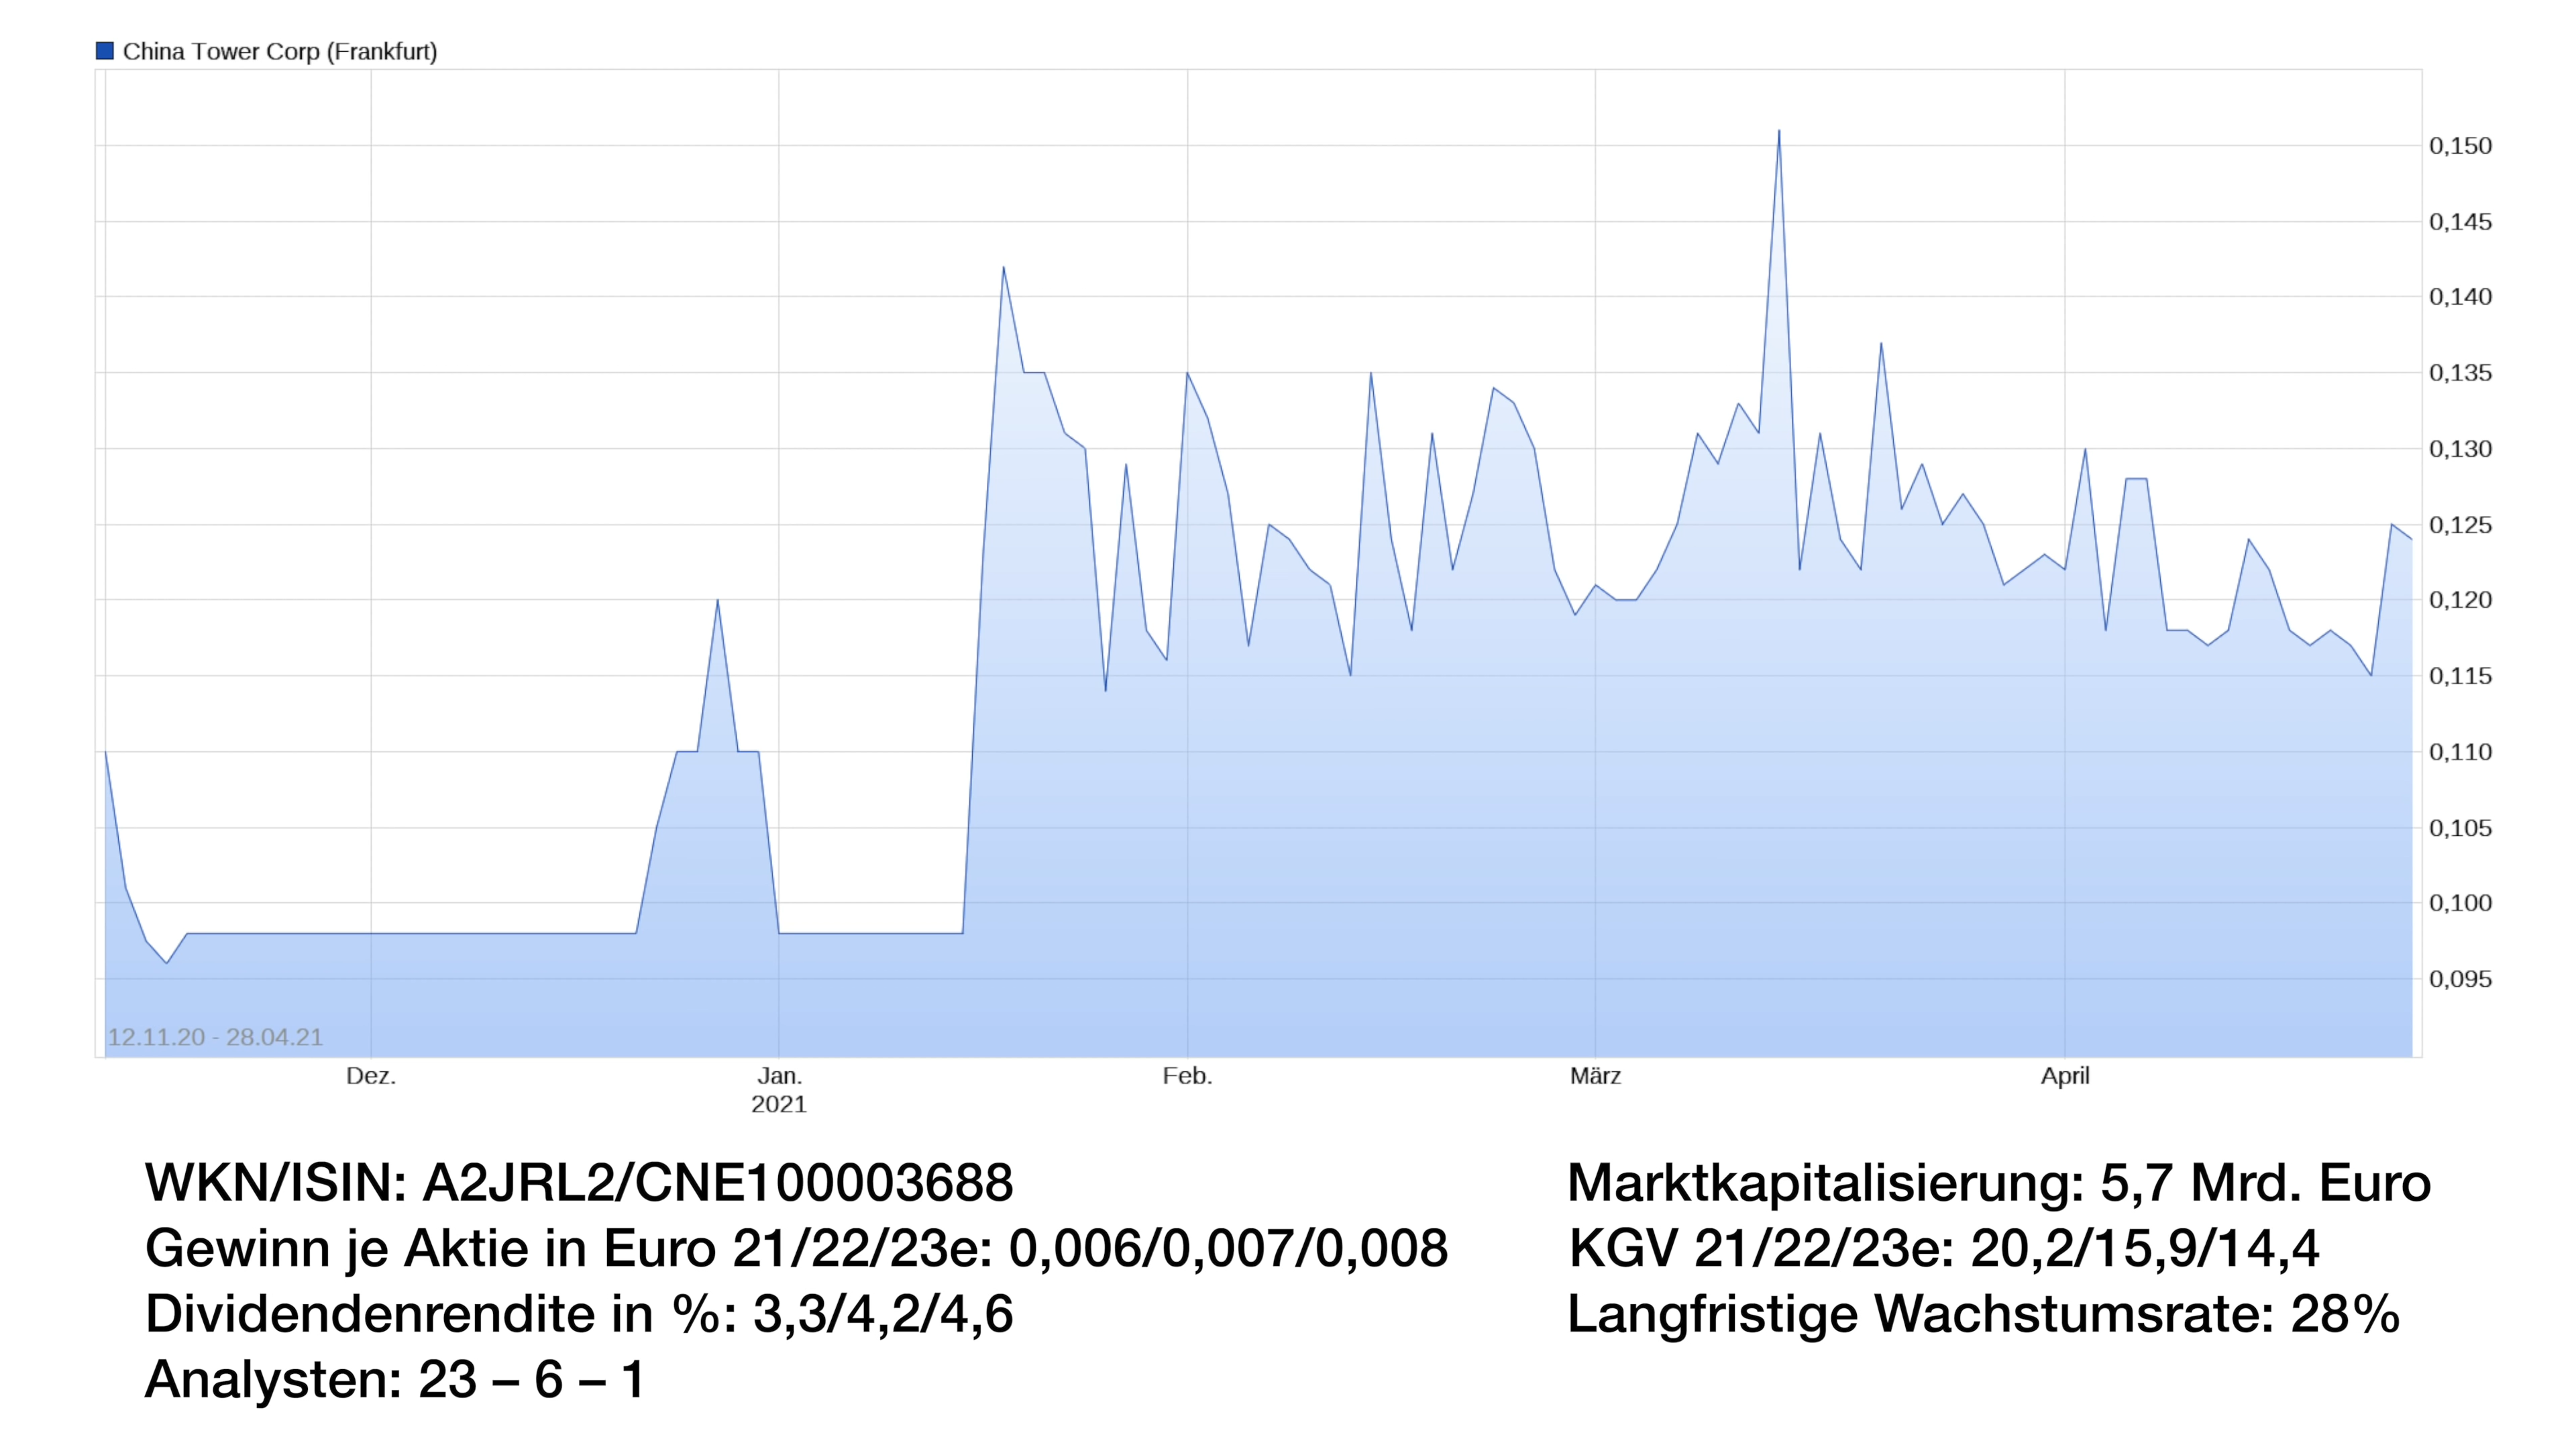 China Tower Corp (Frankfurt)
0,150
0,145
0,140
0,135
0,130
0,125
0,120
0,115
0,110
0,105
0,100
0,095
12.11.20 - 28.04.21
Dez.
Jan.
2021
Feb.
März
April
WKN/ISIN: A2JRL2/CNE100003688
Gewinn je Aktie in Euro 21/22/23e: 0,006/0,007/0,008
Dividendenrendite in %: 3,3/4,2/4,6
Analysten: 23 – 6 – 1
Marktkapitalisierung: 5,7 Mrd. Euro
KGV 21/22/23e: 20,2/15,9/14,4
Langfristige Wachstumsrate: 28%